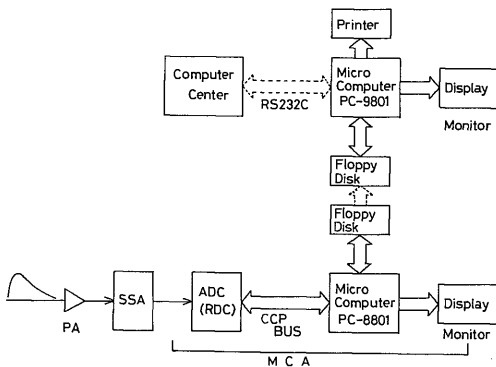 Printer
Computer
Center
RS232C
Micro
Computer
PC-9801
Display
Monitor
Floppy
Disk
Floppy
Disk
PA
SSA
ADC
(RDC)
CCP
BUS
Micro
Computer
PC-8801
Display
Monitor
M C A